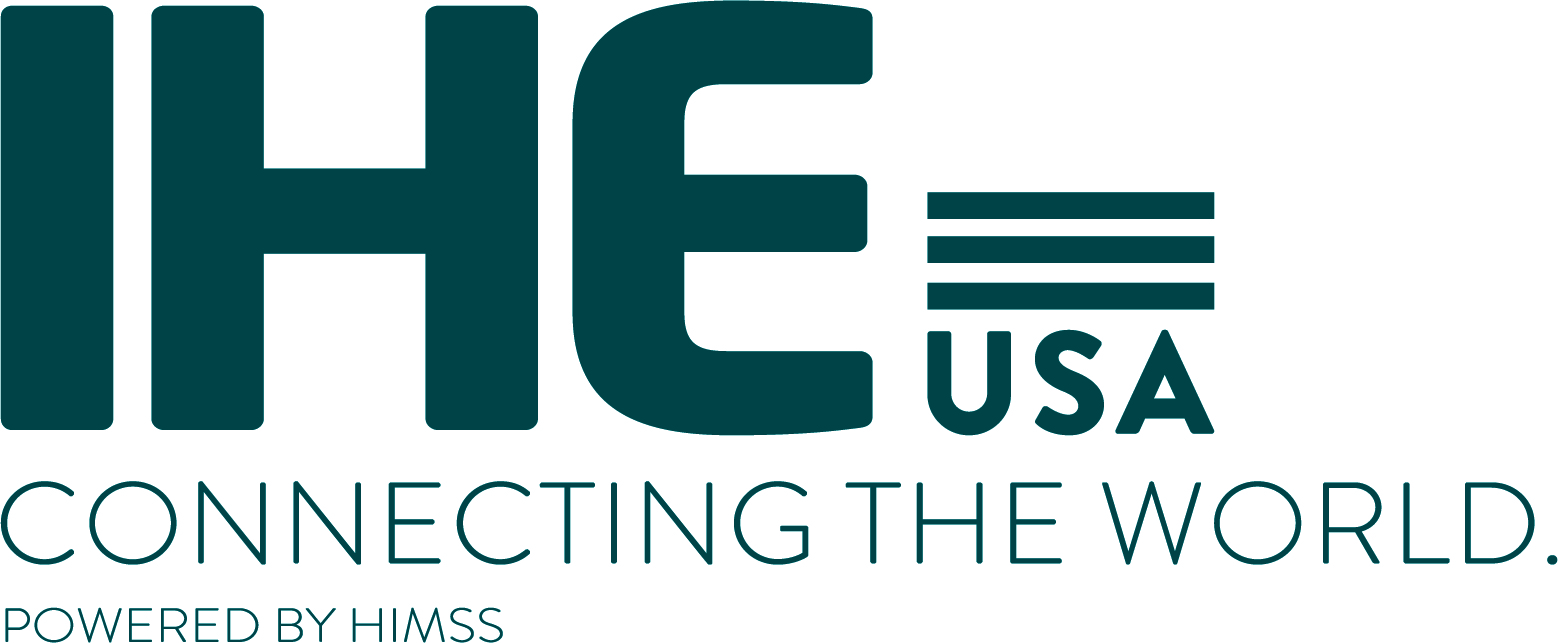 IHE
USA
CONNECTING THE WORLD.
POWERED BY HIMSS